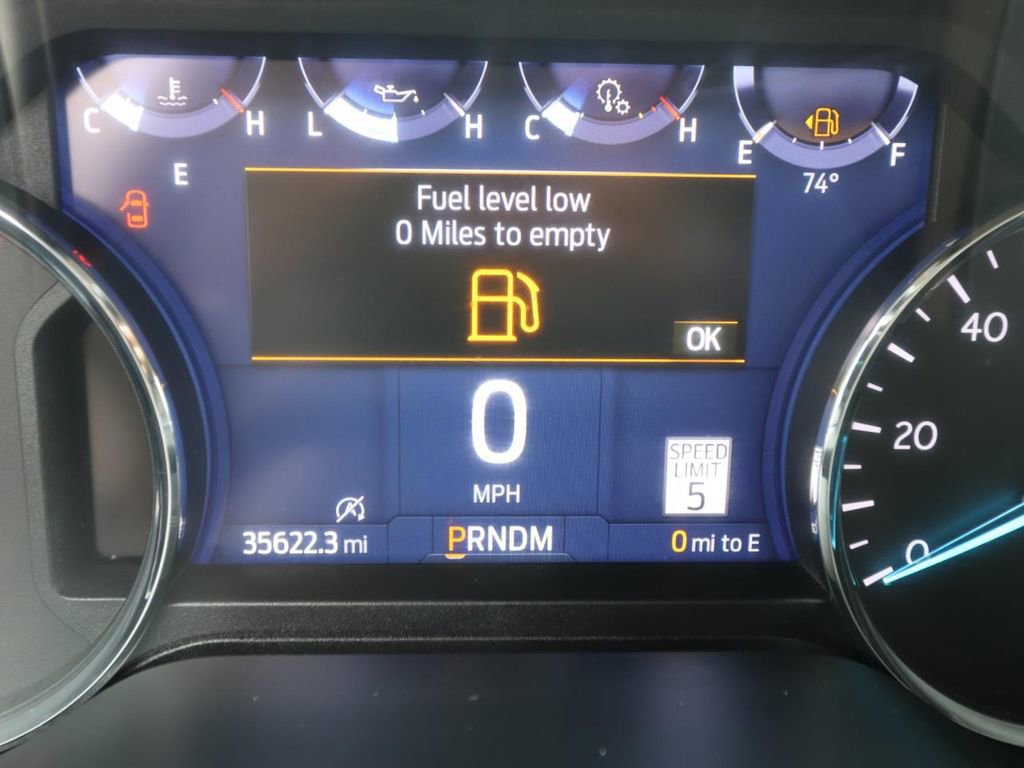 C H
L H
C H
E F
74°
E
Fuel level low
0 Miles to empty
OK
0
MPH
SPEED
LIMIT
5
35622.3 mi
PRNDM
0 mi to E
40
20
0